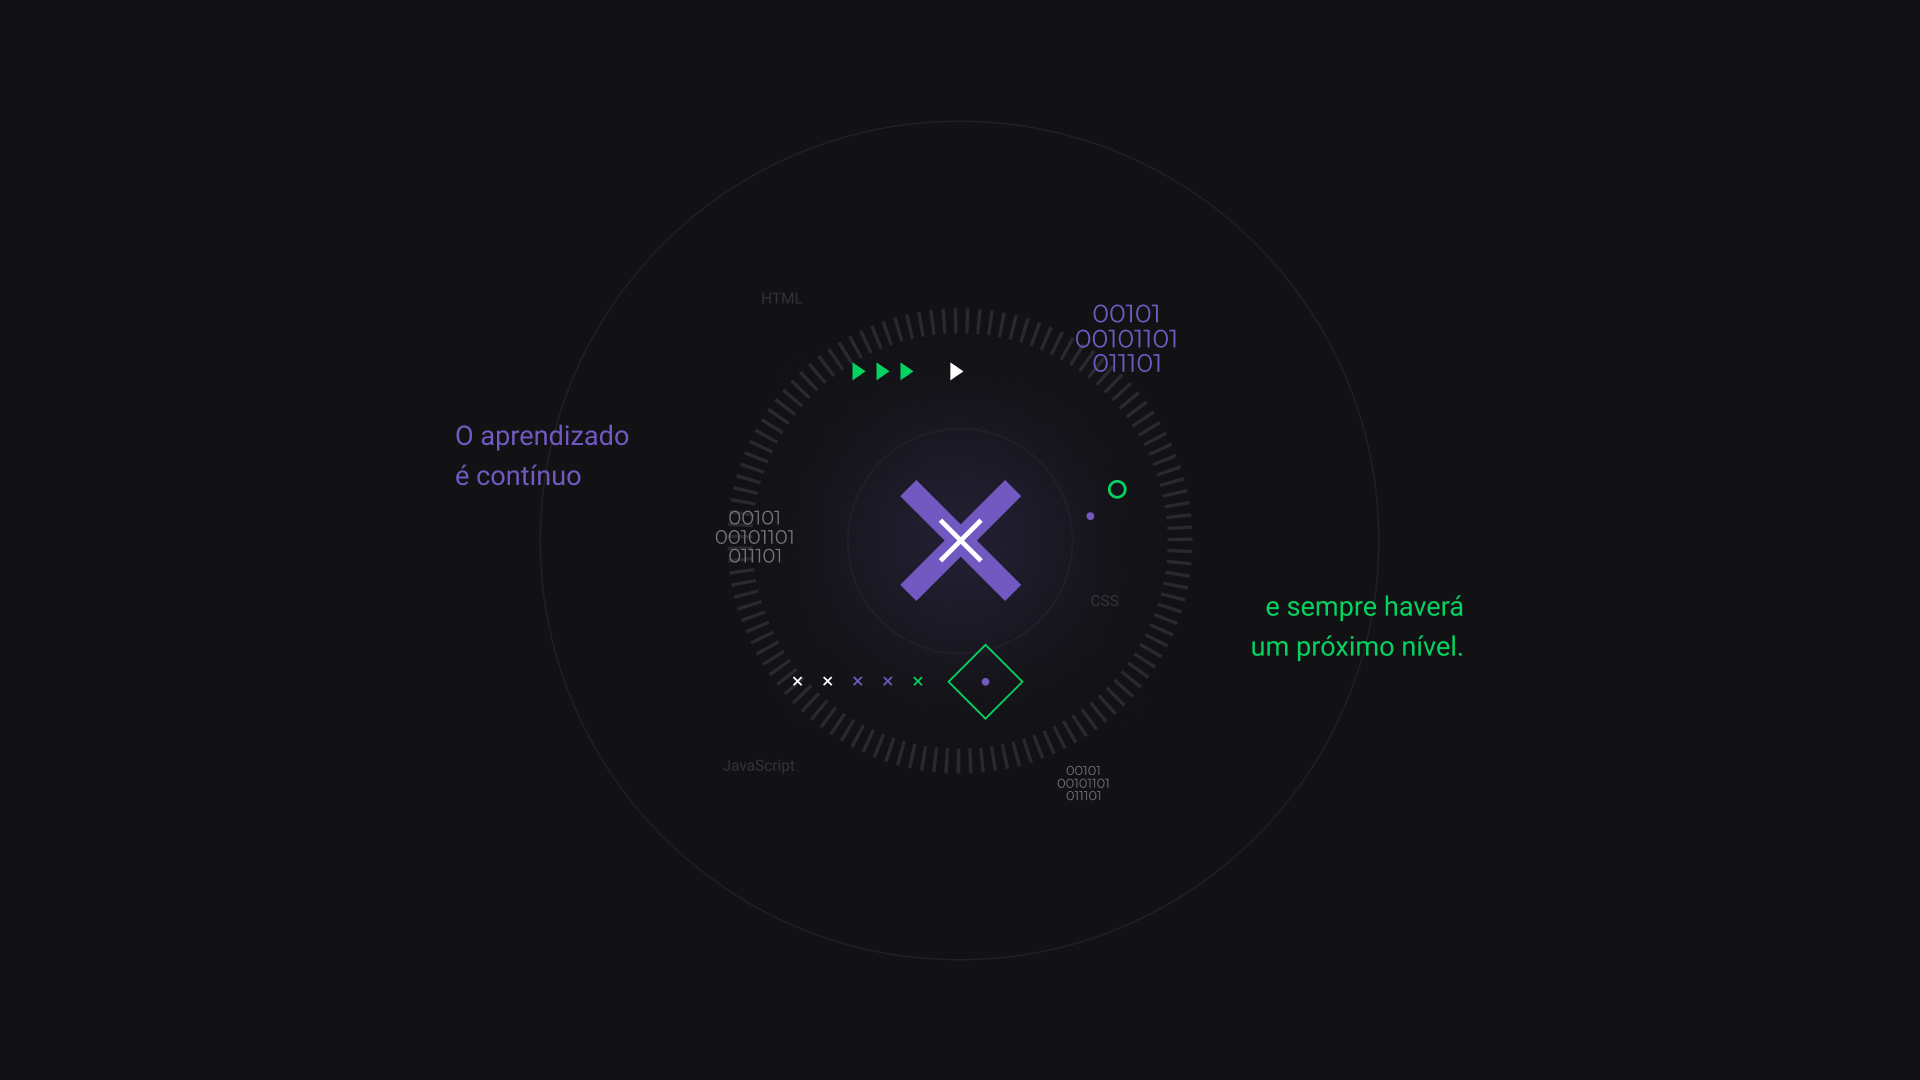 HTML
00101
00101101
011101
O aprendizado
é contínuo
00101
00101101
011101
CSS
e sempre haverá
um próximo nível.
JavaScript
00101
00101101
011101